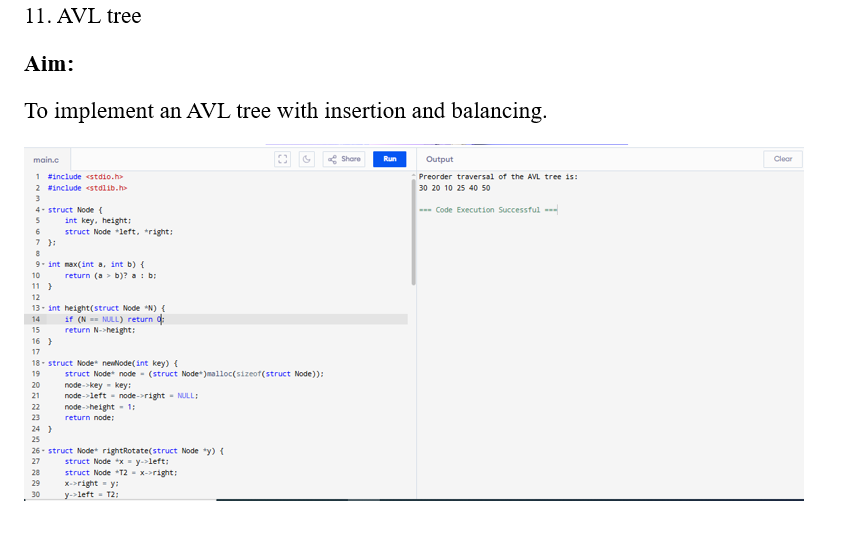 11. AVL tree
Aim:
To implement an AVL tree with insertion and balancing.
main.c
Share
Run
Output
Clear
1 #include <stdio.h>
2 #include <stdlib.h>
3
4 struct Node {
5 int key, height;
6 struct Node *left, *right;
7 };
8
9 int max(int a, int b) {
10 return (a > b)? a : b;
11 }
12
13 int height(struct Node *N) {
14 if (N == NULL) return 0;
15 return N->height;
16 }
17
18 struct Node* newNode(int key) {
19 struct Node* node = (struct Node*)malloc(sizeof(struct Node));
20 node->key = key;
21 node->left = node->right = NULL;
22 node->height = 1;
23 return node;
24 }
25
26 struct Node* rightRotate(struct Node *y) {
27 struct Node *x = y->left;
28 struct Node *T2 = x->right;
29 x->right = y;
30 y->left = T2;
Preorder traversal of the AVL tree is:
30 20 10 25 40 50
=== Code Execution Successful ===